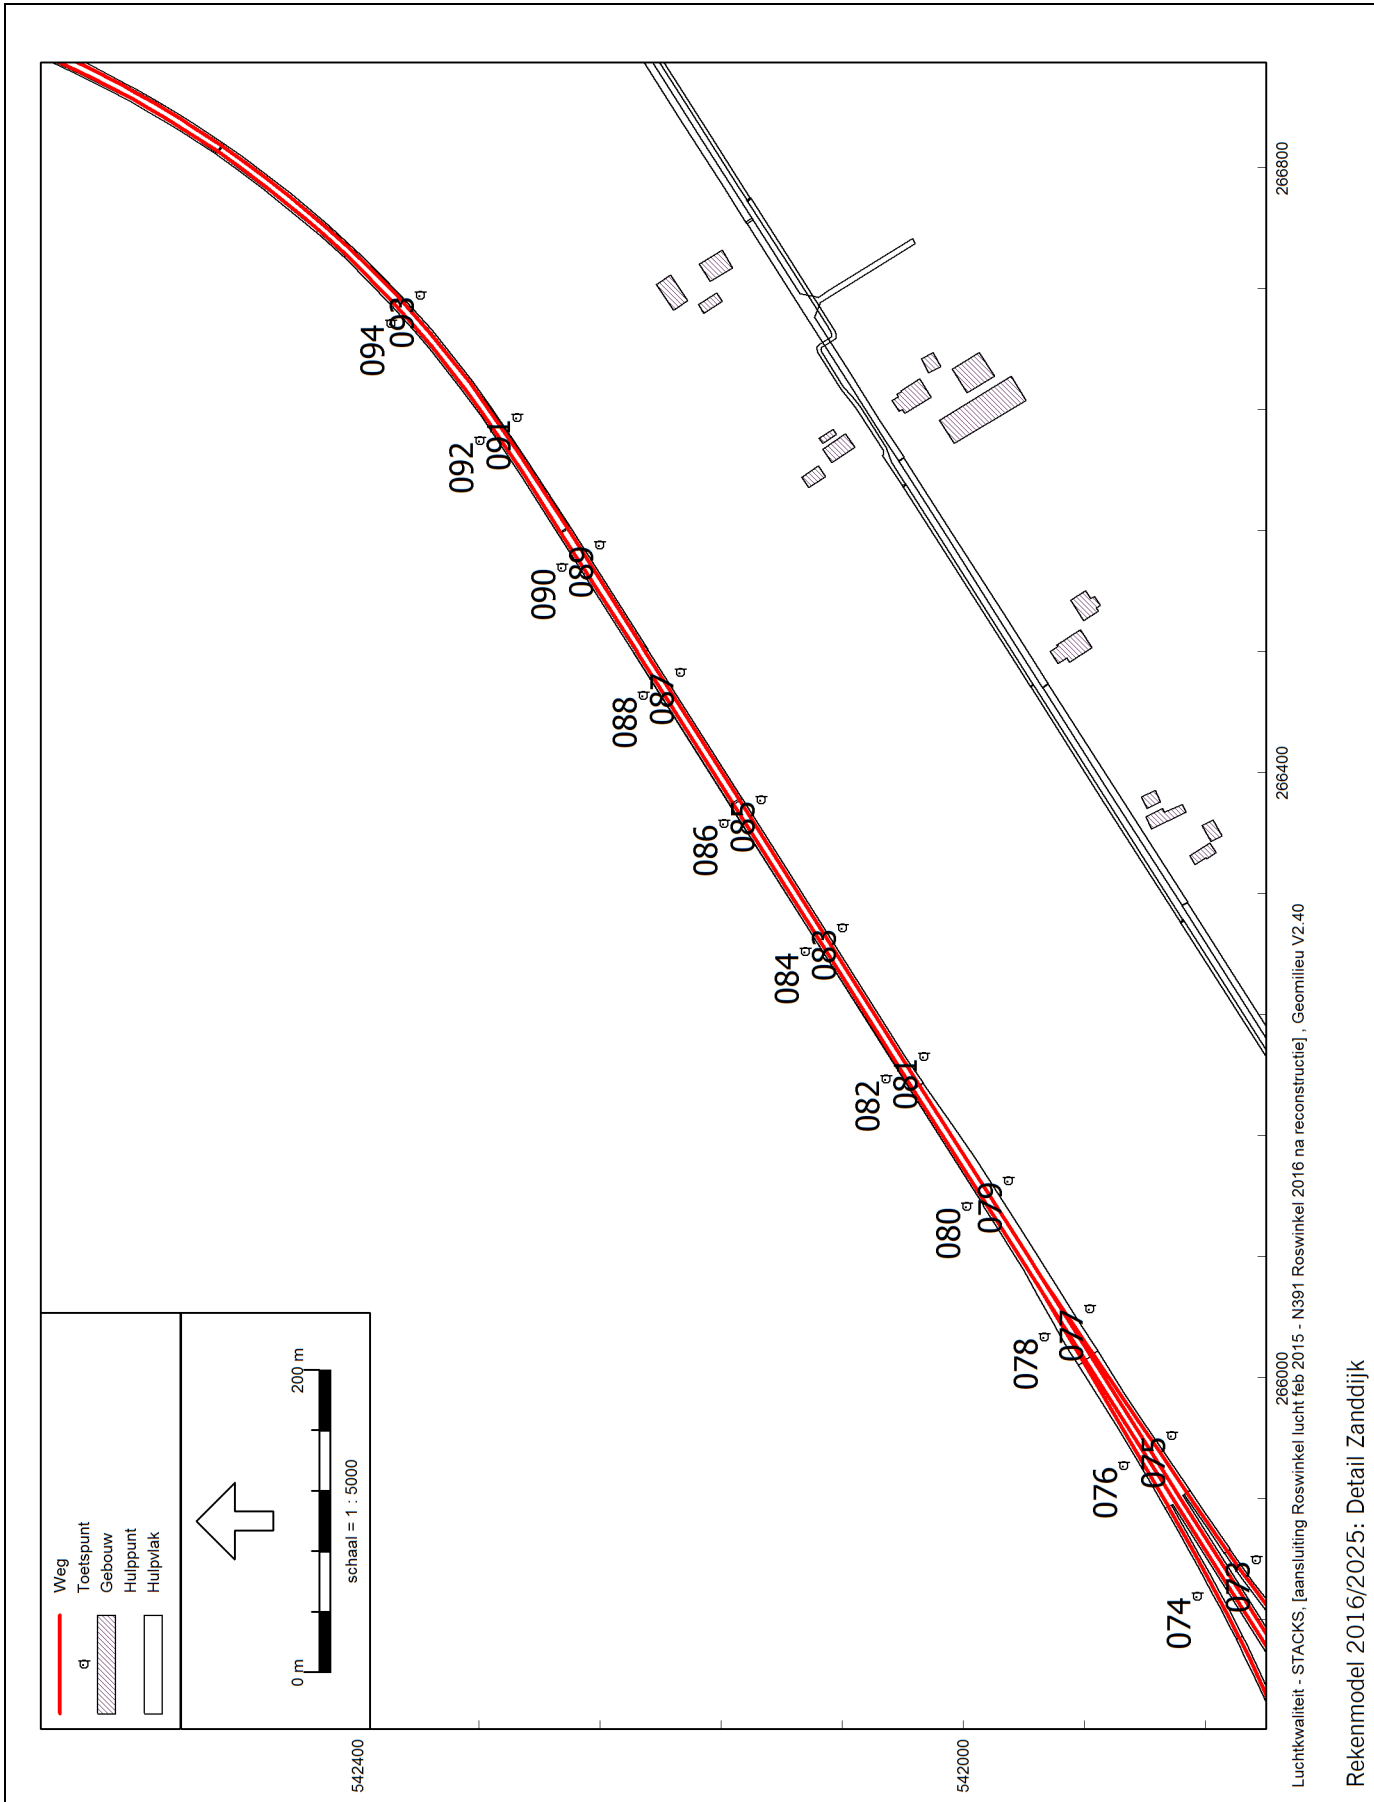 Weg
Toetspunt
Gebouw
Hulppunt
Hulpvlak
0 m
200 m
schaal = 1 : 5000
094
093
092
091
090
089
088
087
086
085
084
083
082
081
080
079
078
077
076
075
074
073
542400
542000
266000
266400
266800
Luchtkwaliteit - STACKS, [aansluiting Roswinkel lucht feb 2015 - N391 Roswinkel 2016 na reconstructie] , Geomilieu V2.40
Rekenmodel 2016/2025: Detail Zanddijk